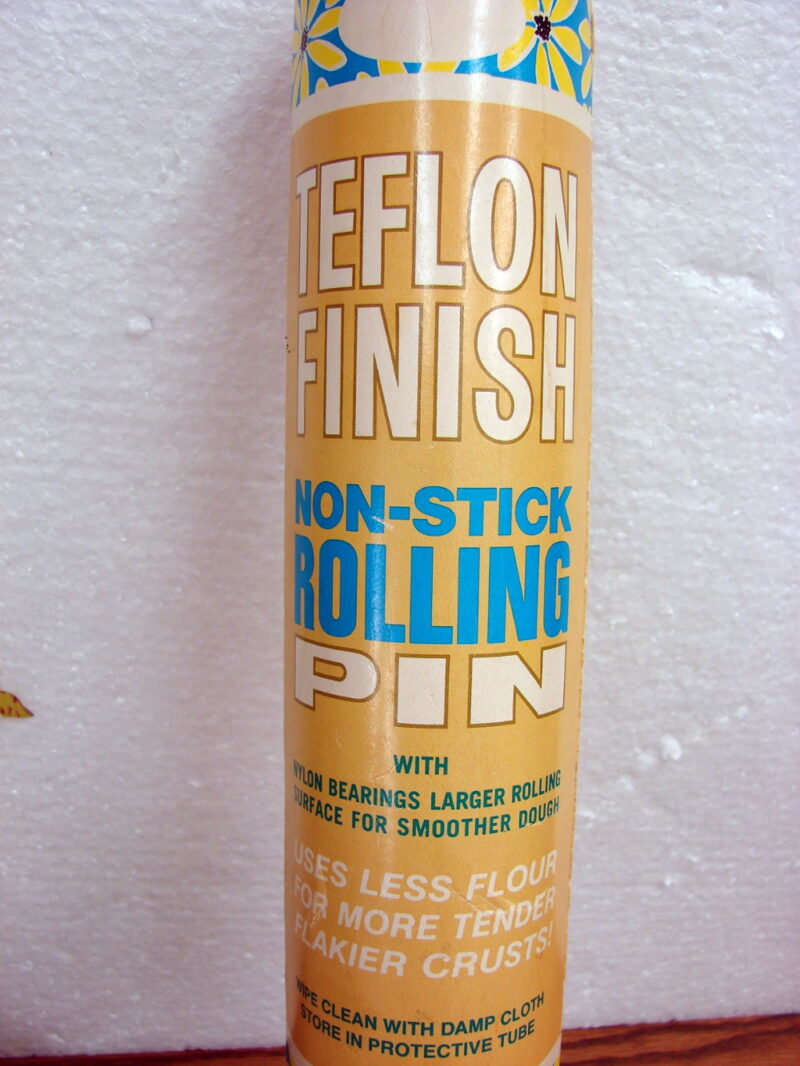 TEFLON
FINISH
NON-STICK
ROLLING
PIN
WITH
NYLON BEARINGS LARGER ROLLING
SURFACE FOR SMOOTHER DOUGH
USES LESS FLOUR
FOR MORE TENDER
FLAKIER CRUSTS!
WIPE CLEAN WITH DAMP CLOTH
STORE IN PROTECTIVE TUBE